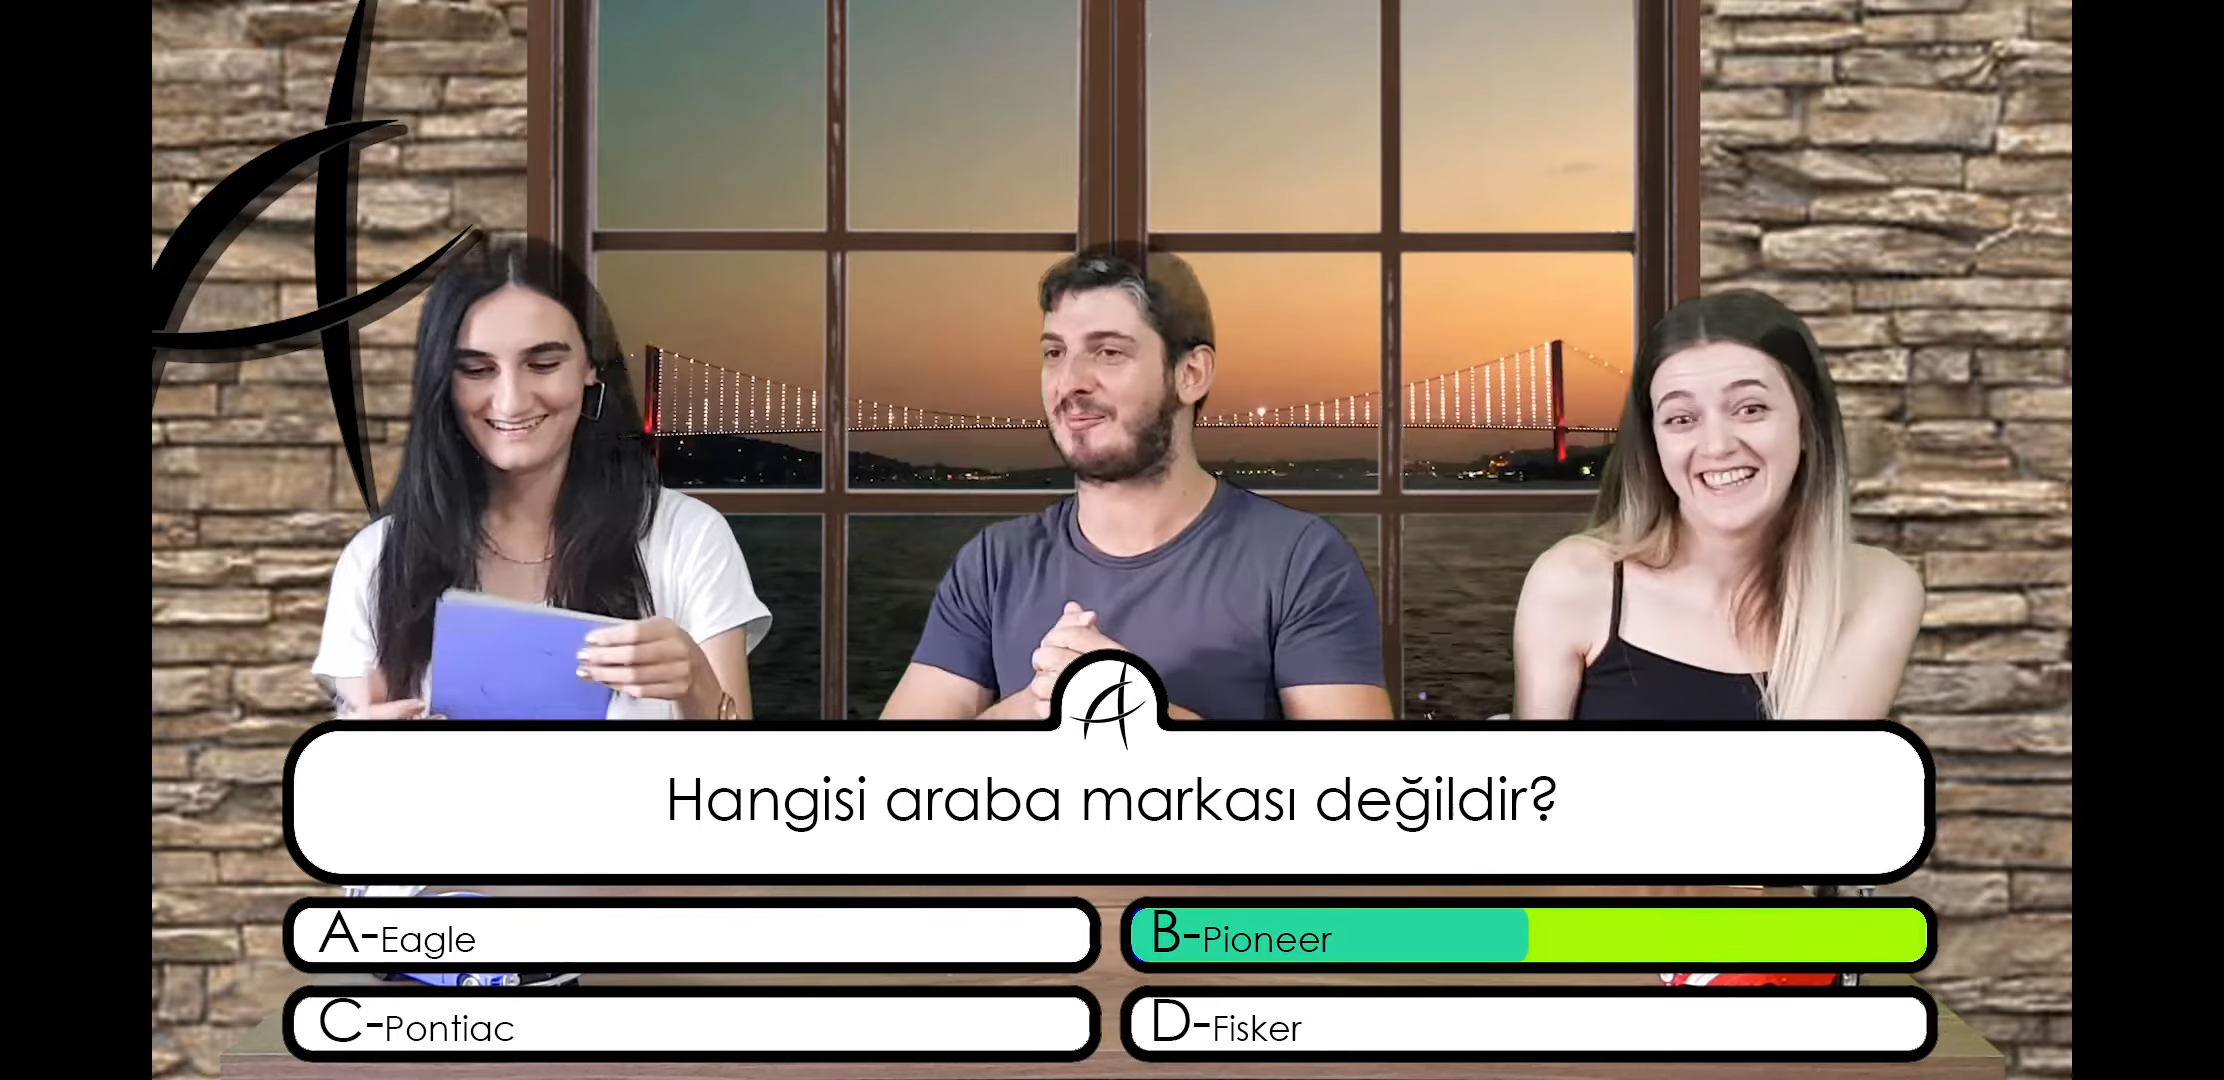 Hangisi araba markası değildir?
A-Eagle
B-Pioneer
C-Pontiac
D-Fisker